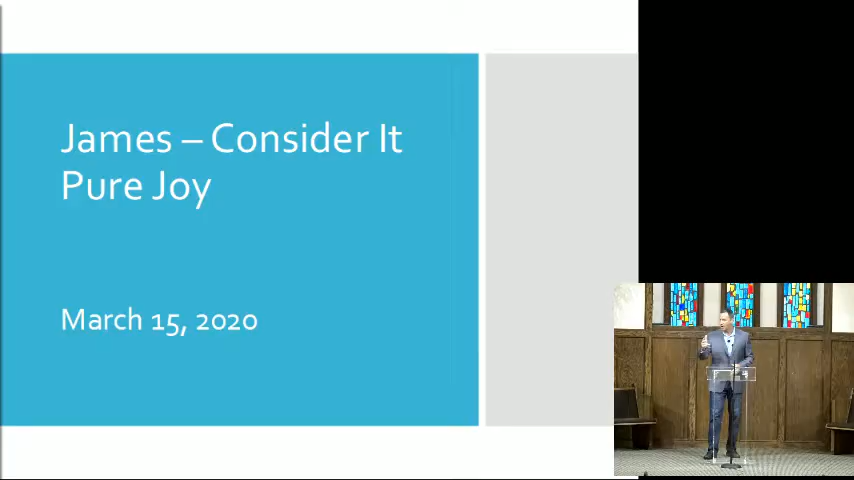 James – Consider It
Pure Joy
March 15, 2020